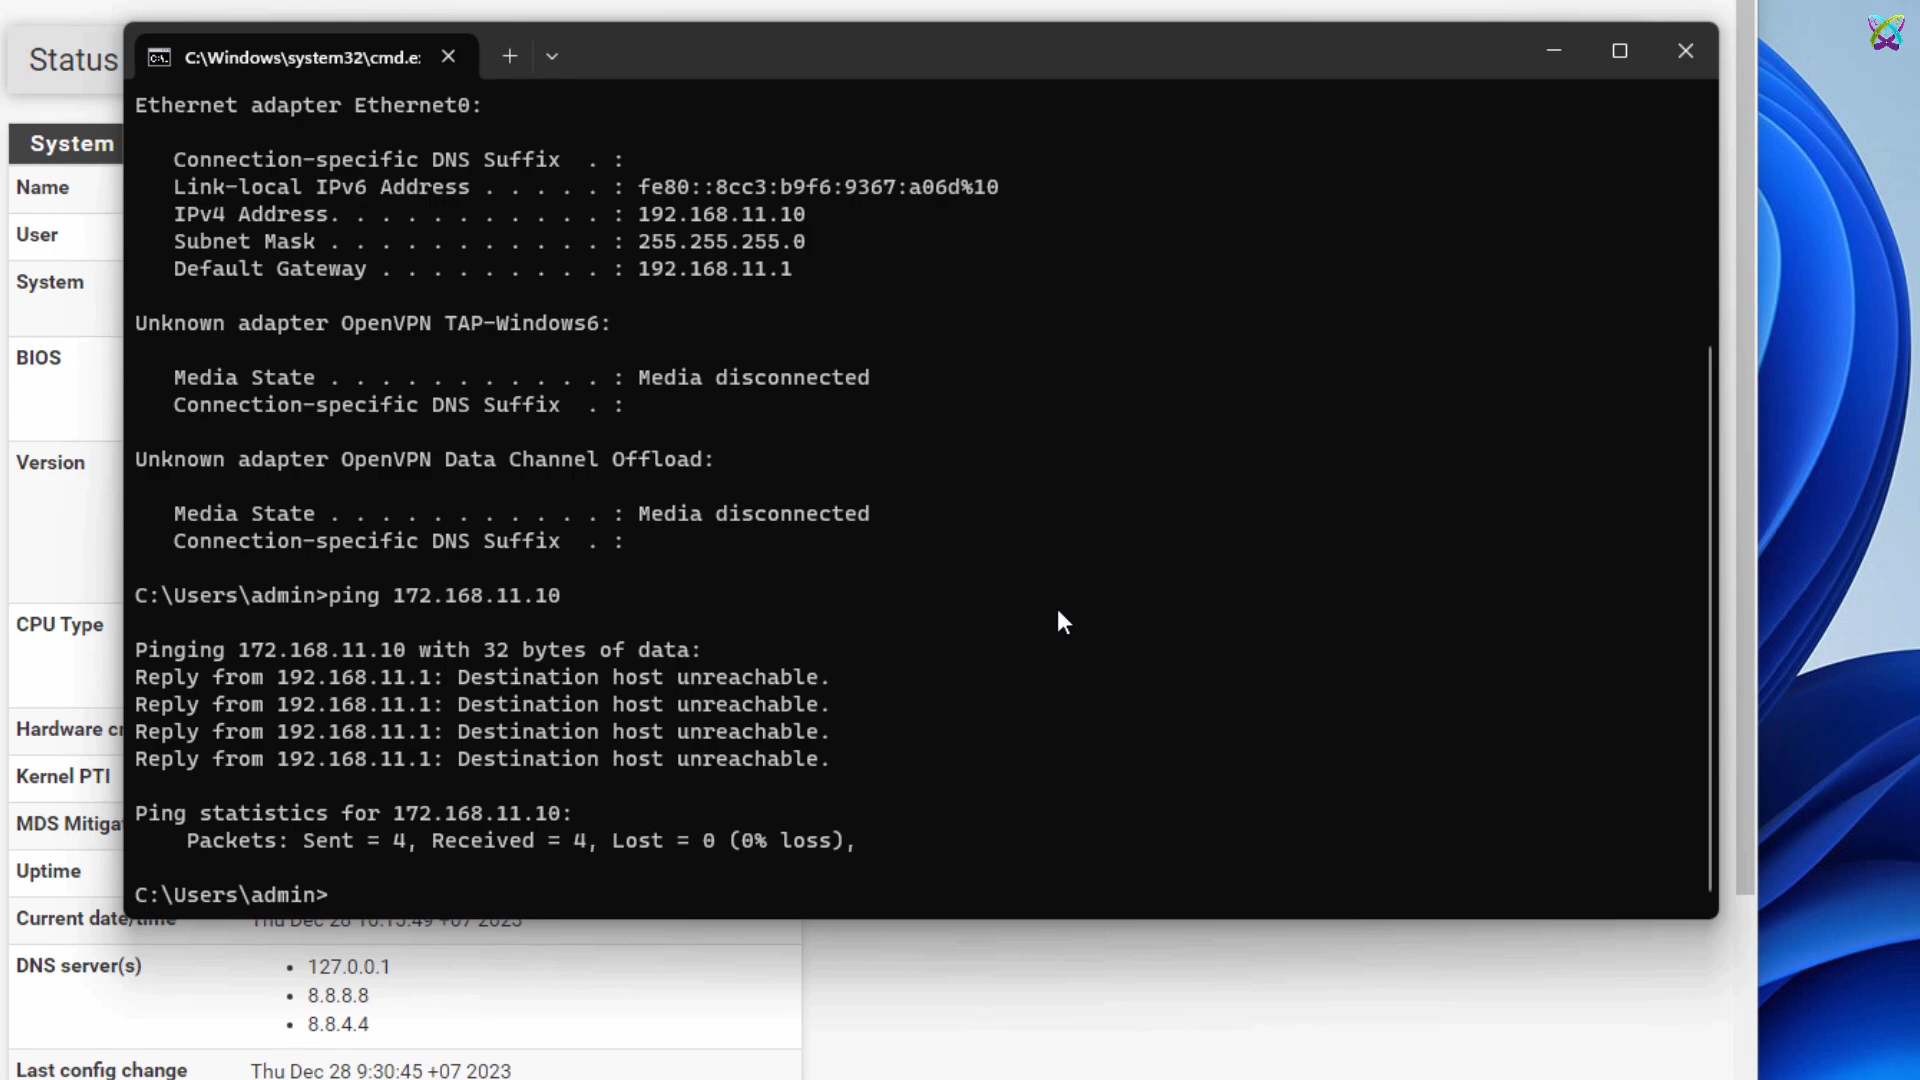 Status
C:\Windows\system32\cmd.e:
System
Name
User
System
BIOS
Version
CPU Type
Hardware
Kernel PTI
MDS
Uptime
Current date/time
Thu Dec 28 10:13:49 +07 2023
DNS server(s)
127.0.0.1
8.8.8.8
8.8.4.4
Last config change
Thu Dec 28 9:30:45 +07 2023
Ethernet adapter Ethernet0:
Connection-specific DNS Suffix . :
Link-local IPv6 Address . . . . . : fe80::8cc3:b9f6:9367:a06d%10
IPv4 Address. . . . . . . . . . . : 192.168.11.10
Subnet Mask . . . . . . . . . . . : 255.255.255.0
Default Gateway . . . . . . . . . : 192.168.11.1
Unknown adapter OpenVPN TAP-Windows6:
Media State . . . . . . . . . . . : Media disconnected
Connection-specific DNS Suffix . :
Unknown adapter OpenVPN Data Channel Offload:
Media State . . . . . . . . . . . : Media disconnected
Connection-specific DNS Suffix . :
C:\Users\admin>ping 172.168.11.10
Pinging 172.168.11.10 with 32 bytes of data:
Reply from 192.168.11.1: Destination host unreachable.
Reply from 192.168.11.1: Destination host unreachable.
Reply from 192.168.11.1: Destination host unreachable.
Reply from 192.168.11.1: Destination host unreachable.
Ping statistics for 172.168.11.10:
Packets: Sent = 4, Received = 4, Lost = 0 (0% loss),
C:\Users\admin>